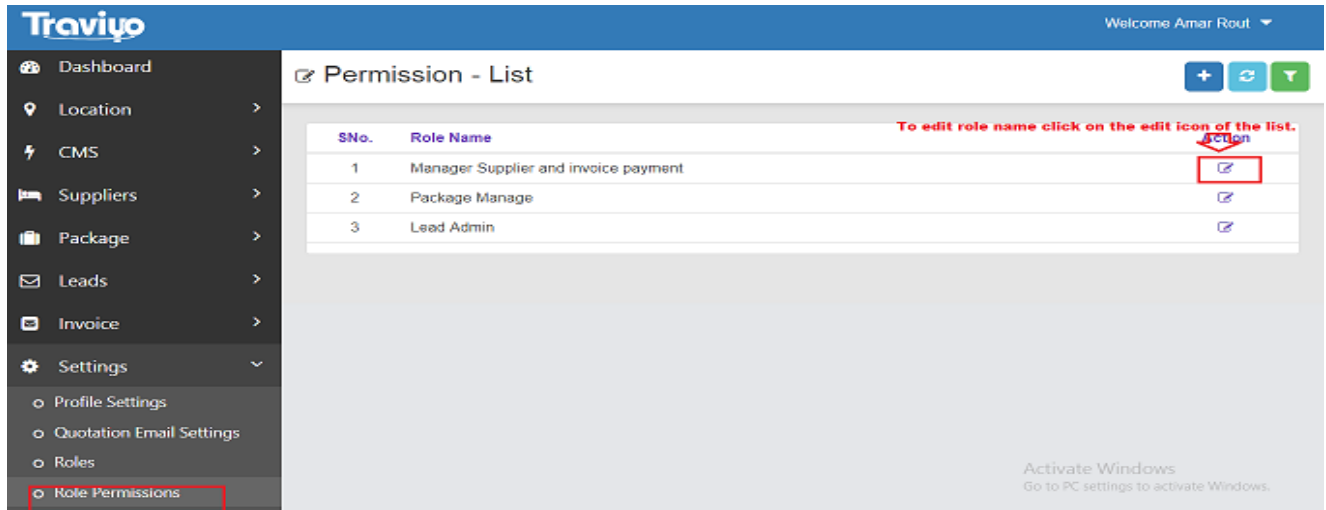 Traviyo
Welcome Amar Rout
Dashboard
Location
CMS
Suppliers
Package
Leads
Invoice
Settings
Profile Settings
Quotation Email Settings
Roles
Role Permissions
Permission - List
To edit role name click on the edit icon of the list.
SNo. Role Name Action
1 Manager Supplier and invoice payment
2 Package Manage
3 Lead Admin
Activate Windows
Go to PC settings to activate Windows.